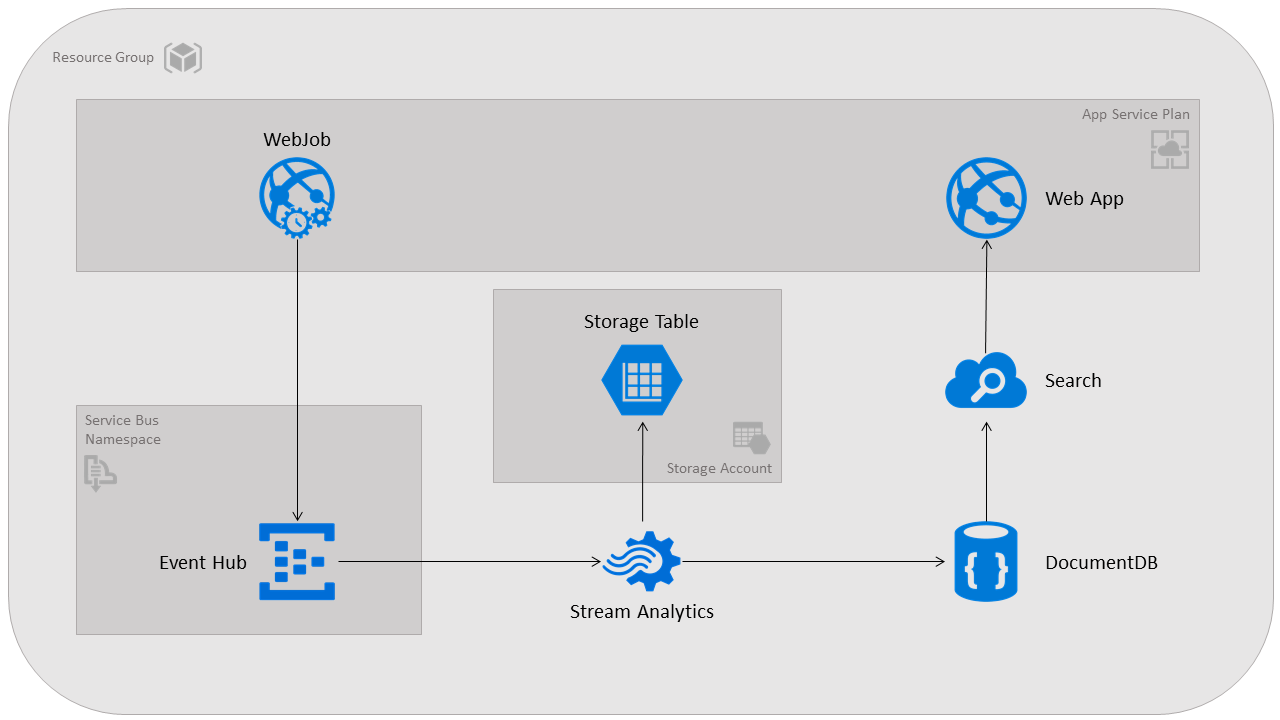 Resource Group
App Service Plan
WebJob
Web App
Storage Table
Storage Account
Search
Service Bus
Namespace
Event Hub
Stream Analytics
DocumentDB